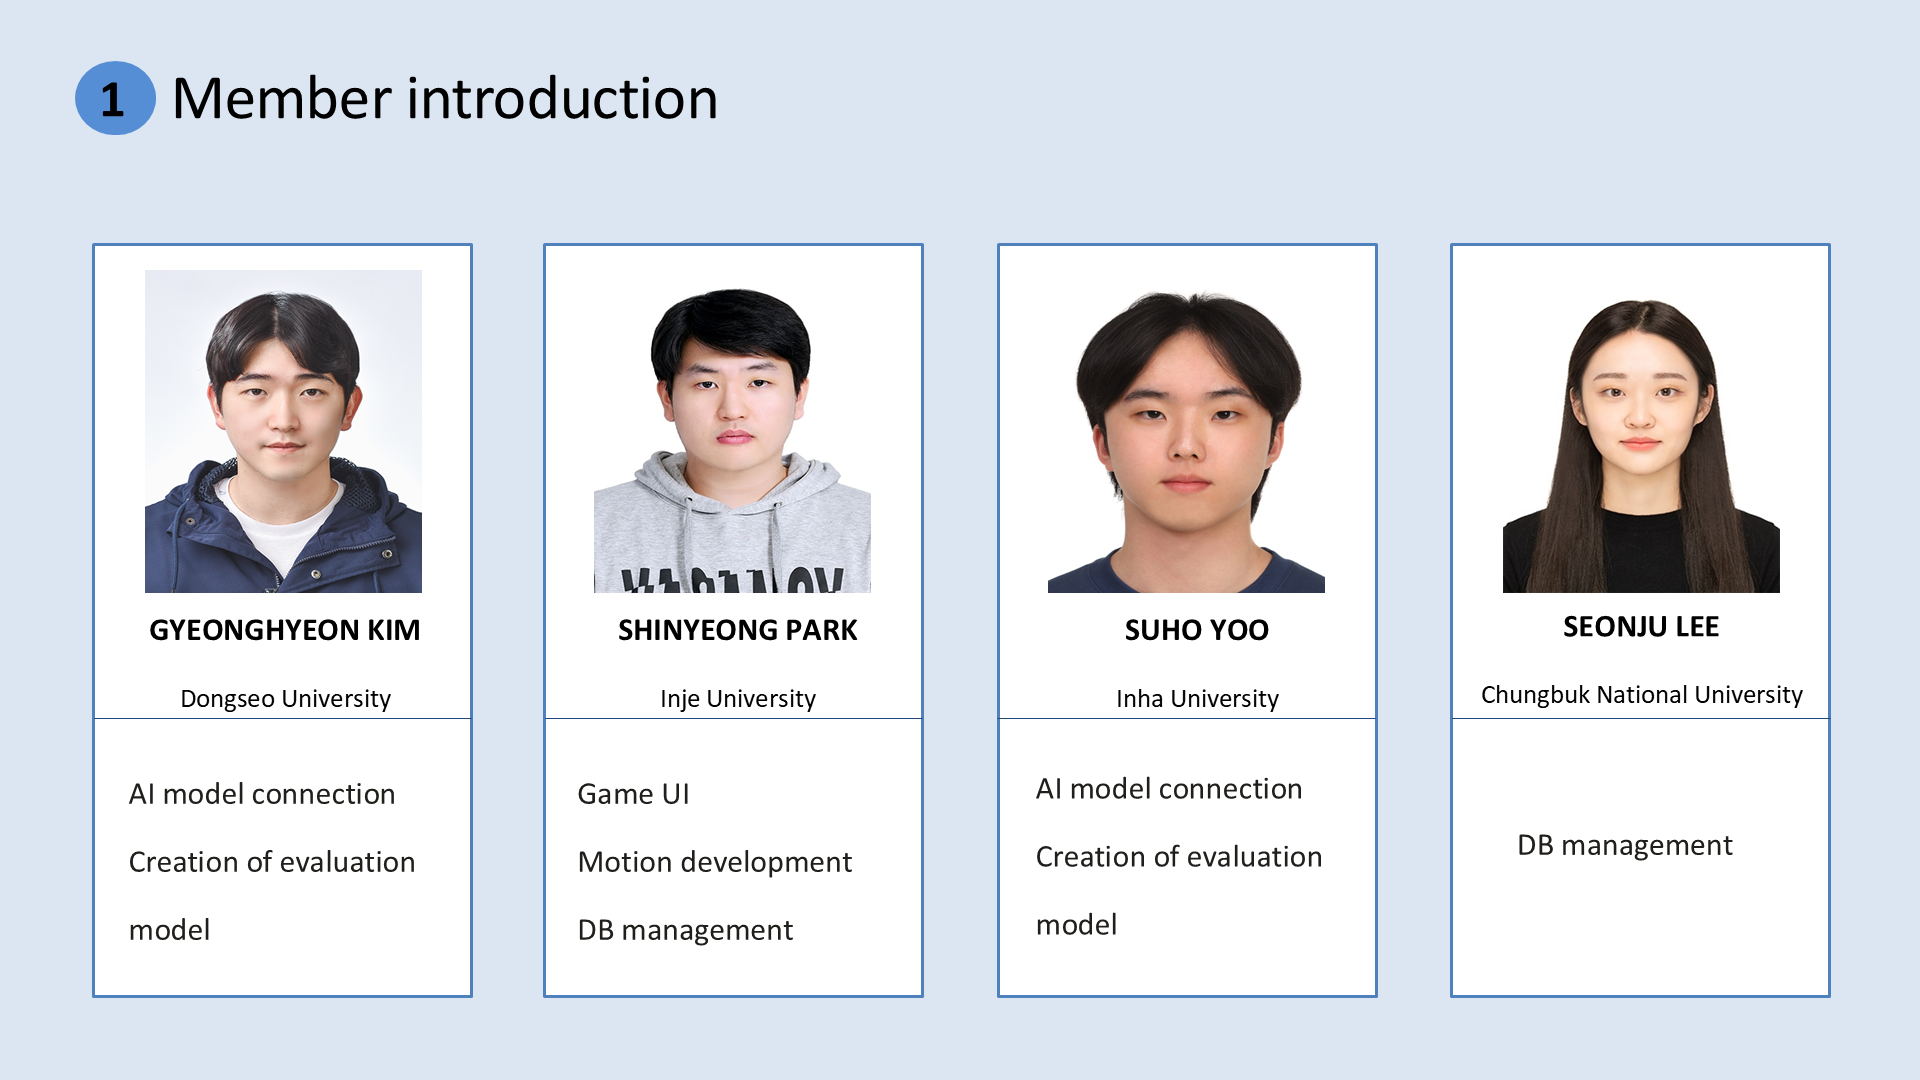 1 Member introduction
GYEONGHYEON KIM
Dongseo University
AI model connection
Creation of evaluation
model
SHINYEONG PARK
Inje University
Game UI
Motion development
DB management
SUHO YOO
Inha University
AI model connection
Creation of evaluation
model
SEONJU LEE
Chungbuk National University
DB management